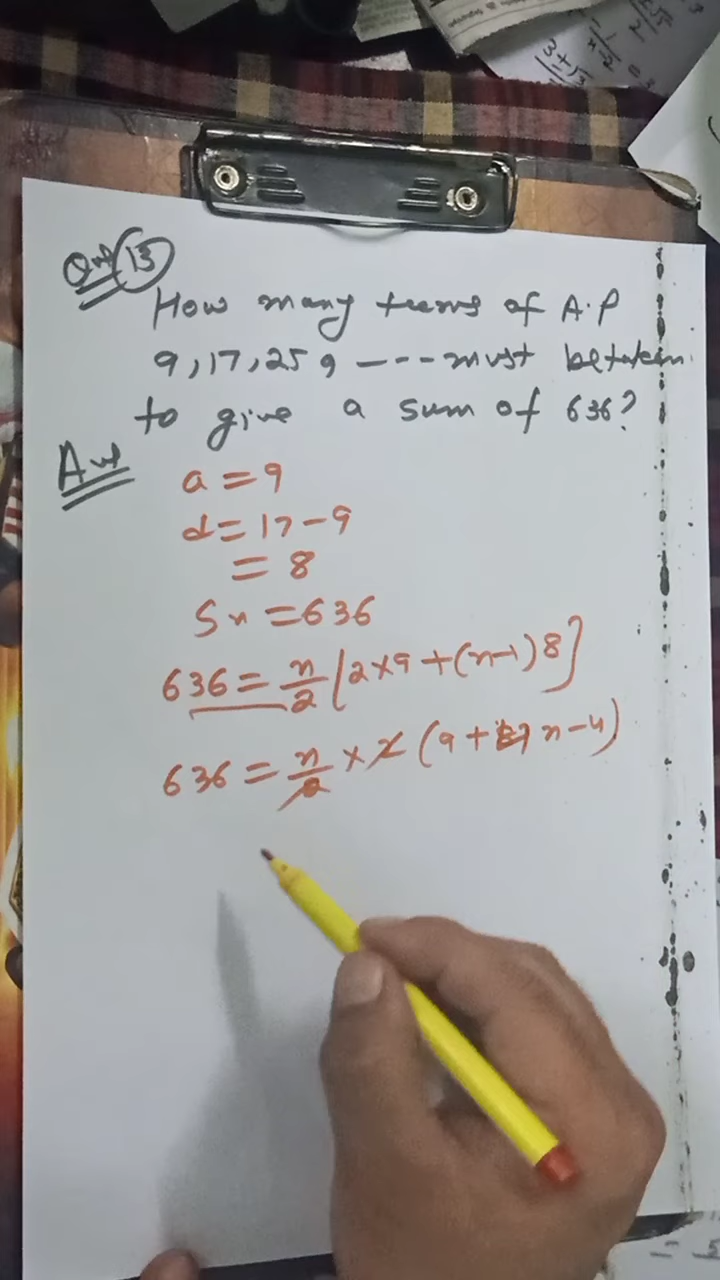 Que 13
How many terms of A.P
9, 17, 25, ---- must be taken
to give a sum of 636?
Ans
a = 9
d = 17 - 9
= 8
Sn = 636
636 = n/2 [2×9 + (n-1) 8]
636 = n/2 × 2 (9 + 4n - 4)